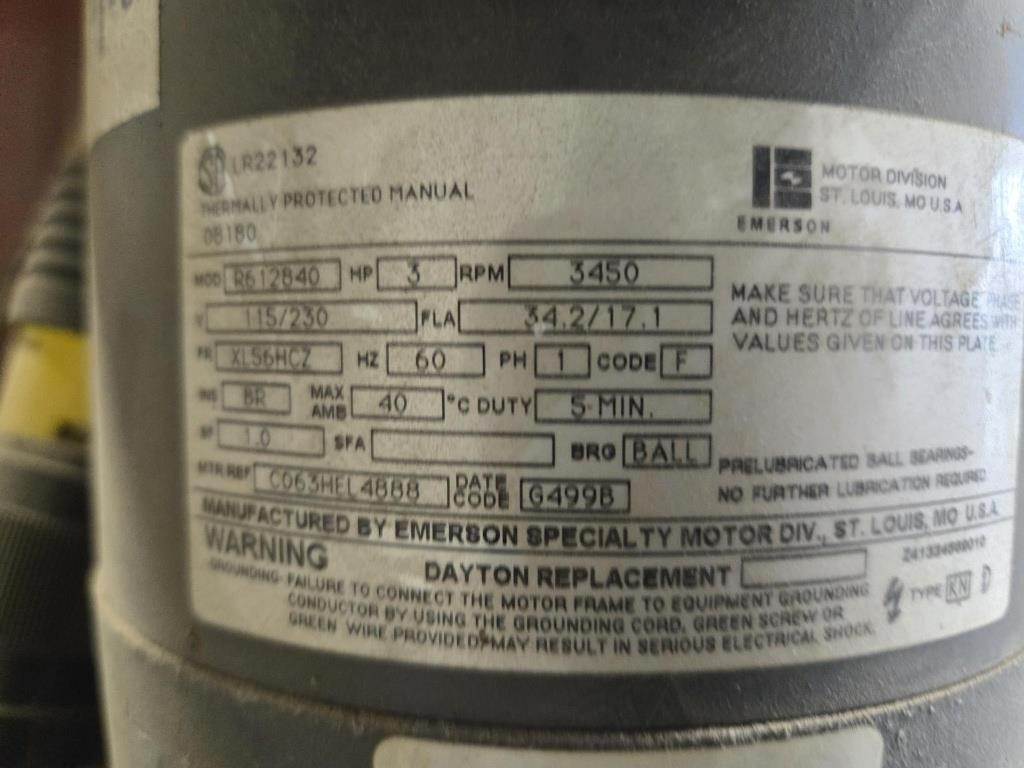 LR22132
THERMALLY PROTECTED MANUAL
08180
MOTOR DIVISION
ST. LOUIS, MO U.S.A
EMERSON
MOD R612840 HP 3 RPM 3450
V 115/230 FLA 34.2/17.1
FR XL56HCZ HZ 60 PH 1 CODE F
INS BR MAX AMB 40 °C DUTY 5-MIN.
SF 1.0 SFA BRG BALL
MTR REF C063HFL4888 DATE CODE G499B
MAKE SURE THAT VOLTAGE PHASE
AND HERTZ OF LINE AGREES WITH
VALUES GIVEN ON THIS PLATE
PRELUBRICATED BALL BEARINGS-
NO FURTHER LUBRICATION REQUIRED
MANUFACTURED BY EMERSON SPECIALTY MOTOR DIV., ST. LOUIS, MO U.S.A
WARNING
DAYTON REPLACEMENT
TYPE KN D
GROUNDING-FAILURE TO CONNECT THE MOTOR FRAME TO EQUIPMENT GROUNDING
CONDUCTOR BY USING THE GROUNDING CORD, GREEN SCREW OR
GREEN WIRE PROVIDED, MAY RESULT IN SERIOUS ELECTRICAL SHOCK.